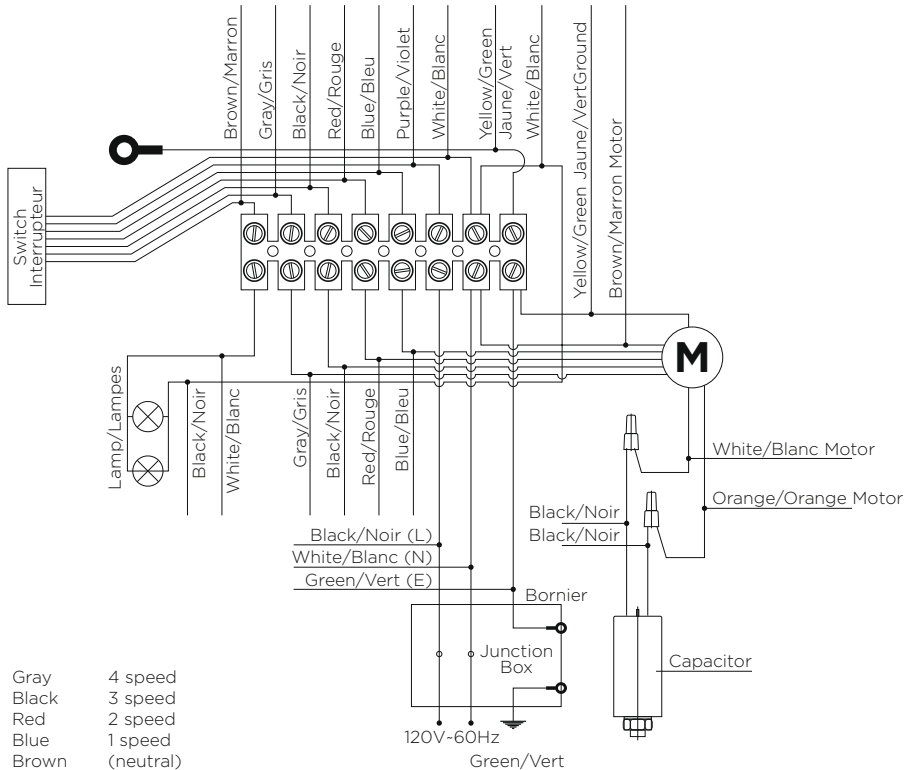 Brown/Marron
Gray/Gris
Black/Noir
Red/Rouge
Blue/Bleu
Purple/Violet
White/Blanc
Yellow/Green
Jaune/Vert
White/Blanc
Yellow/Green Jaune/VertGround
Brown/Marron Motor
Switch
Interrupteur
M
Lamp/Lampes
Black/Noir
White/Blanc
Gray/Gris
Black/Noir
Red/Rouge
Blue/Bleu
White/Blanc Motor
Orange/Orange Motor
Black/Noir
Black/Noir
Black/Noir (L)
White/Blanc (N)
Green/Vert (E)
Bornier
Junction
Box
Capacitor
120V~60Hz
Green/Vert
Gray 4 speed
Black 3 speed
Red 2 speed
Blue 1 speed
Brown (neutral)